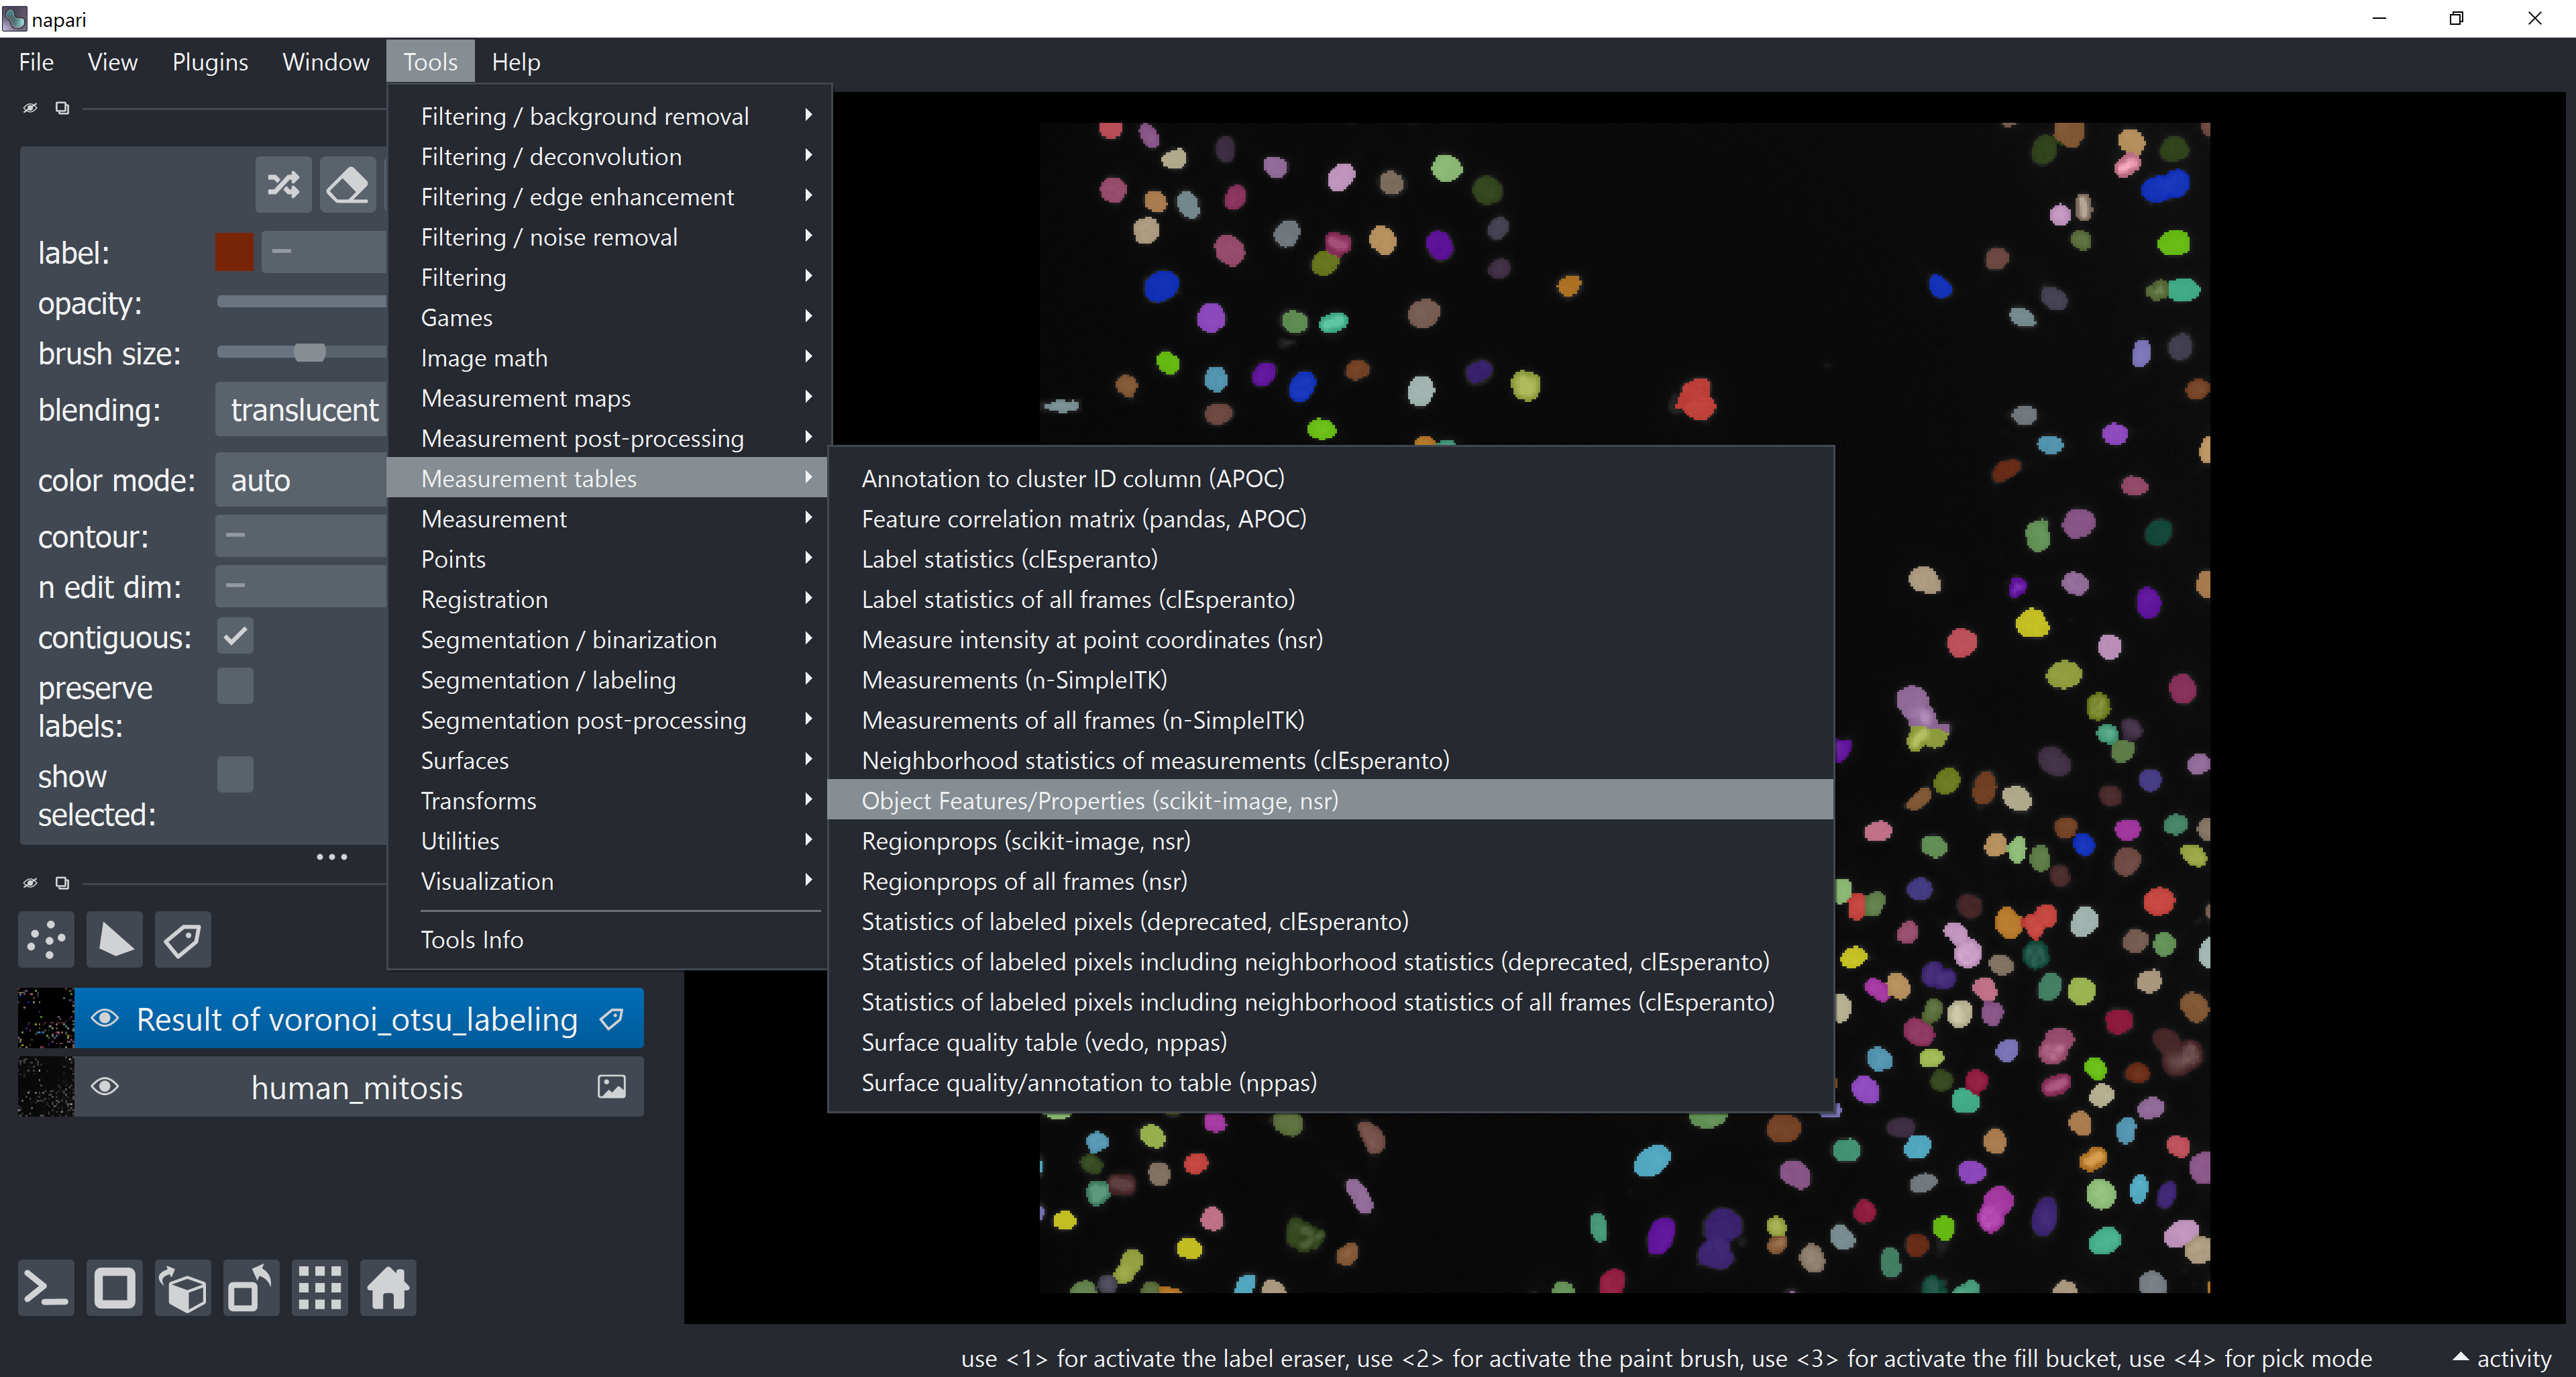 napari
File View Plugins Window Tools Help
label:
opacity:
brush size:
blending: translucent
color mode: auto
contour:
n edit dim:
contiguous:
preserve
labels:
show
selected:
Filtering / background removal
Filtering / deconvolution
Filtering / edge enhancement
Filtering / noise removal
Filtering
Games
Image math
Measurement maps
Measurement post-processing
Measurement tables
Measurement
Points
Registration
Segmentation / binarization
Segmentation / labeling
Segmentation post-processing
Surfaces
Transforms
Utilities
Visualization
Tools Info
Annotation to cluster ID column (APOC)
Feature correlation matrix (pandas, APOC)
Label statistics (clEsperanto)
Label statistics of all frames (clEsperanto)
Measure intensity at point coordinates (nsr)
Measurements (n-SimpleITK)
Measurements of all frames (n-SimpleITK)
Neighborhood statistics of measurements (clEsperanto)
Object Features/Properties (scikit-image, nsr)
Regionprops (scikit-image, nsr)
Regionprops of all frames (nsr)
Statistics of labeled pixels (deprecated, clEsperanto)
Statistics of labeled pixels including neighborhood statistics (deprecated, clEsperanto)
Statistics of labeled pixels including neighborhood statistics of all frames (clEsperanto)
Surface quality table (vedo, nppas)
Surface quality/annotation to table (nppas)
Result of voronoi_otsu_labeling
human_mitosis
use <1> for activate the label eraser, use <2> for activate the paint brush, use <3> for activate the fill bucket, use <4> for pick mode
activity